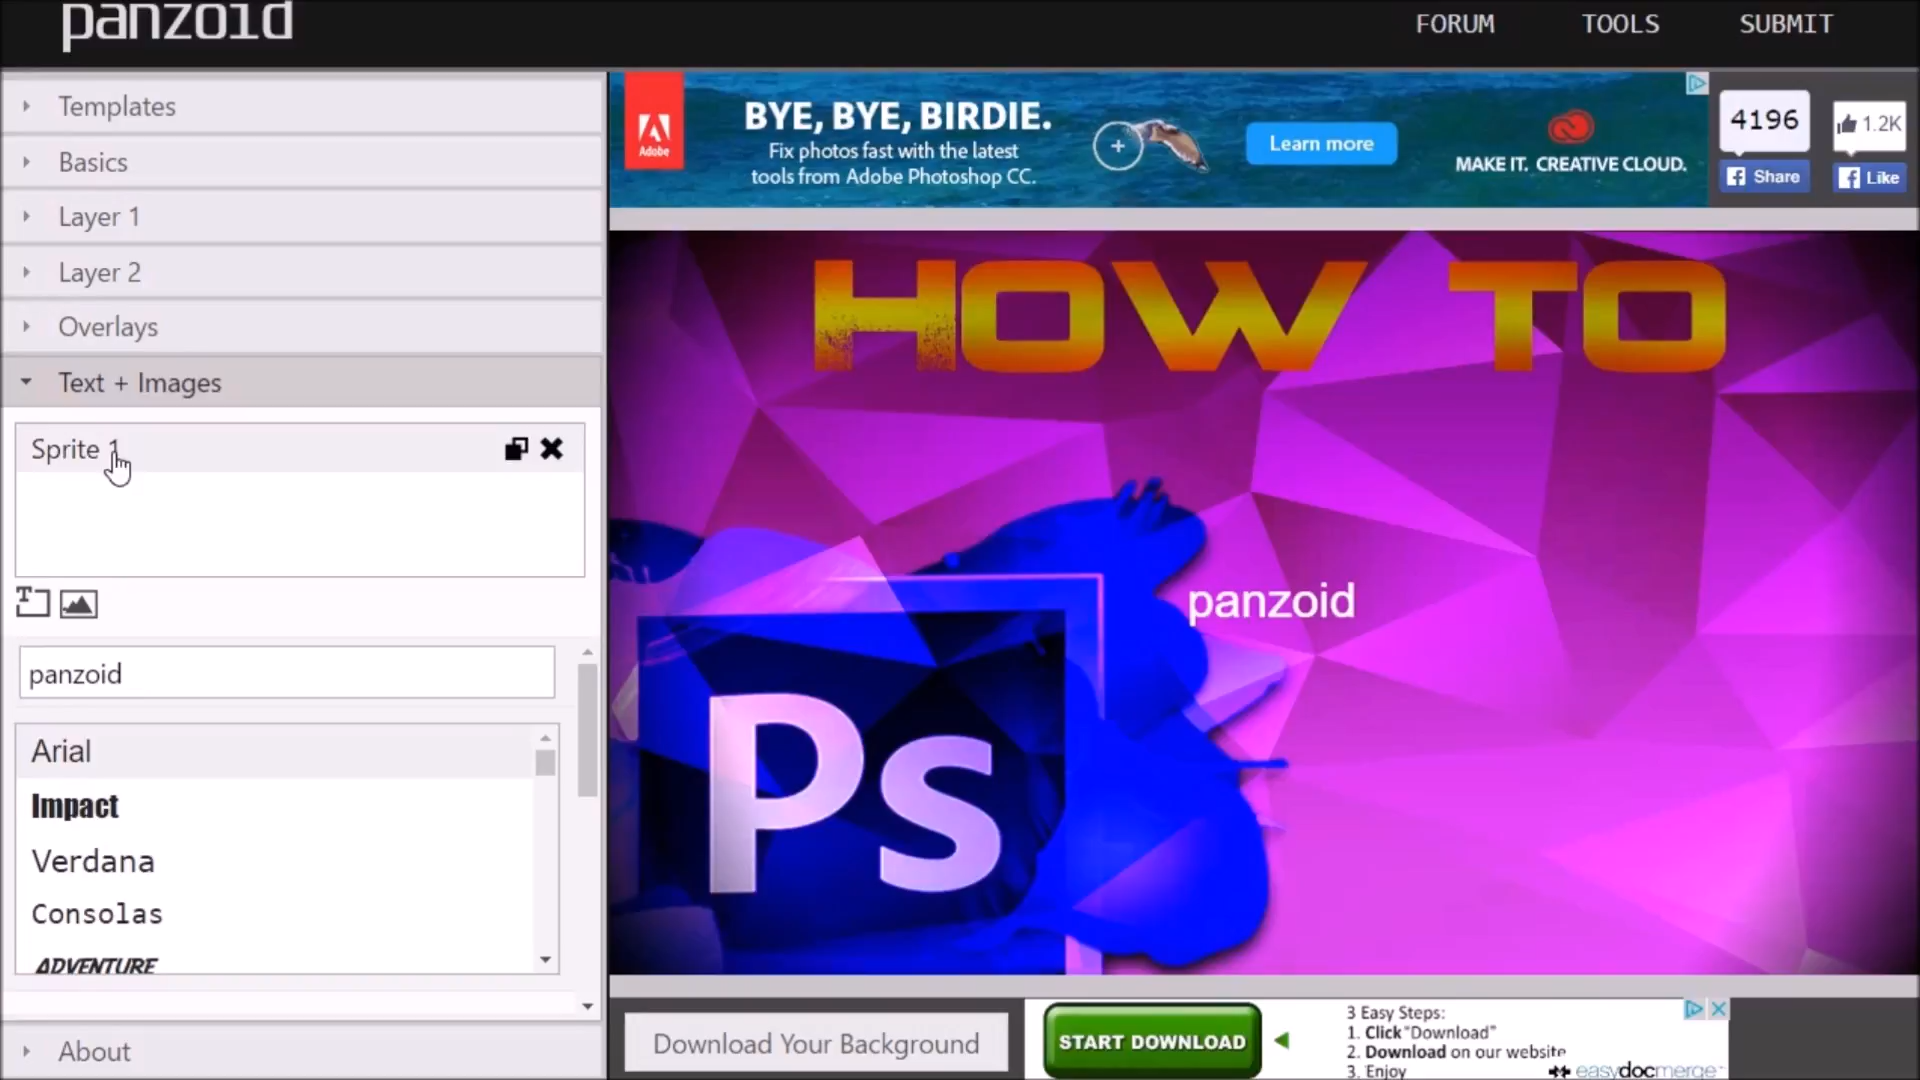 panzoid
FORUM TOOLS SUBMIT
Templates
Basics
Layer 1
Layer 2
Overlays
Text + Images
Sprite 1
T
panzoid
Arial
Impact
Verdana
Consolas
ADVENTURE
About
Adobe
BYE, BYE, BIRDIE.
Fix photos fast with the latest
tools from Adobe Photoshop CC.
Learn more
MAKE IT. CREATIVE CLOUD.
4196
Share
1.2K
Like
HOW TO
panzoid
Ps
Download Your Background
START DOWNLOAD
3 Easy Steps:
1. Click "Download"
2. Download on our website
3. Enjoy
easydocmerge